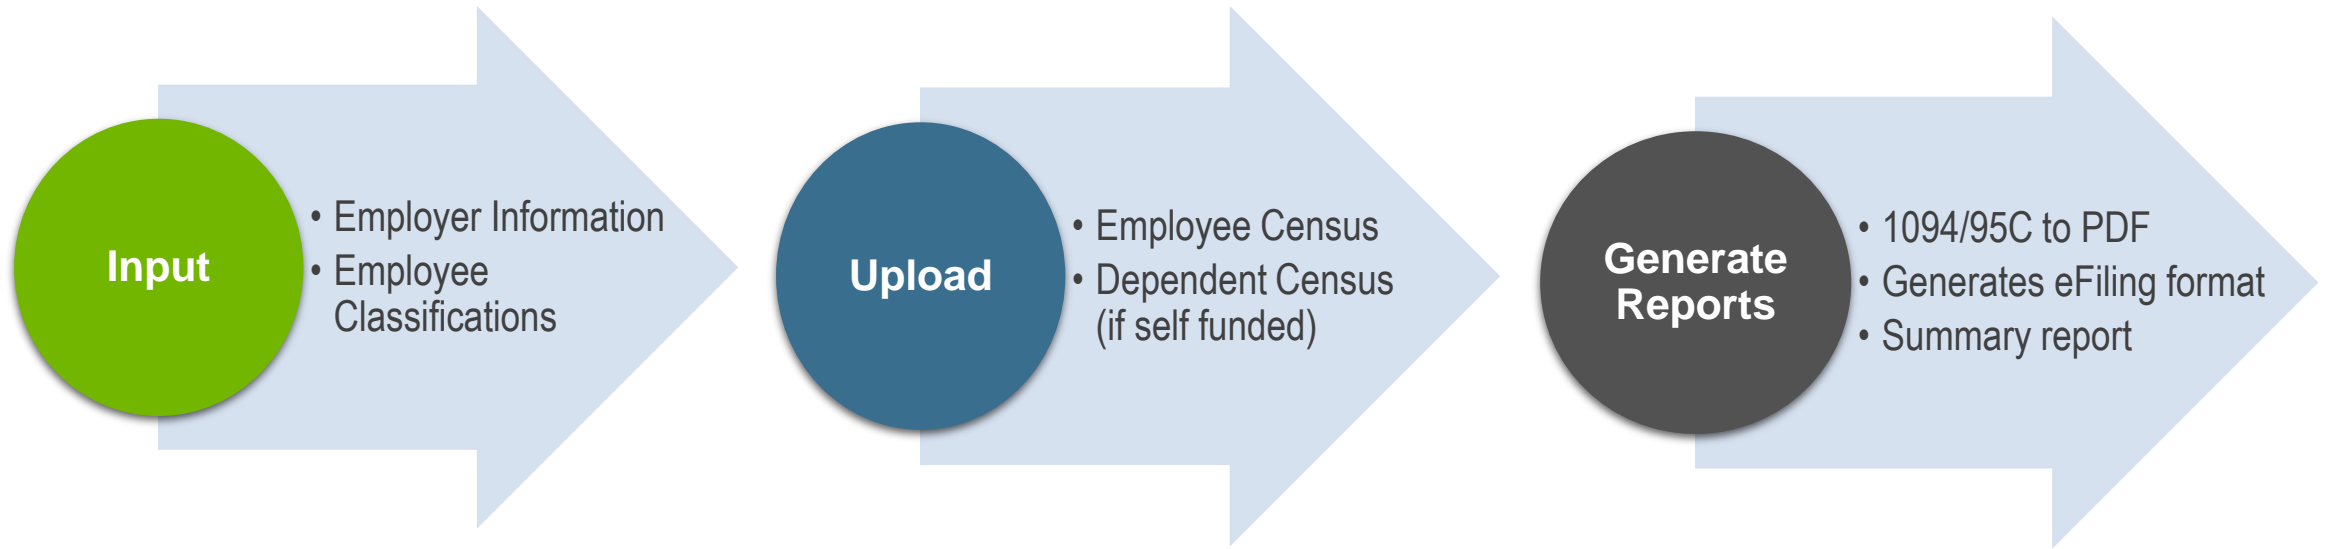 Input
• Employer Information
• Employee
Classifications
Upload
• Employee Census
• Dependent Census
(if self funded)
Generate
Reports
• 1094/95C to PDF
• Generates eFiling format
• Summary report